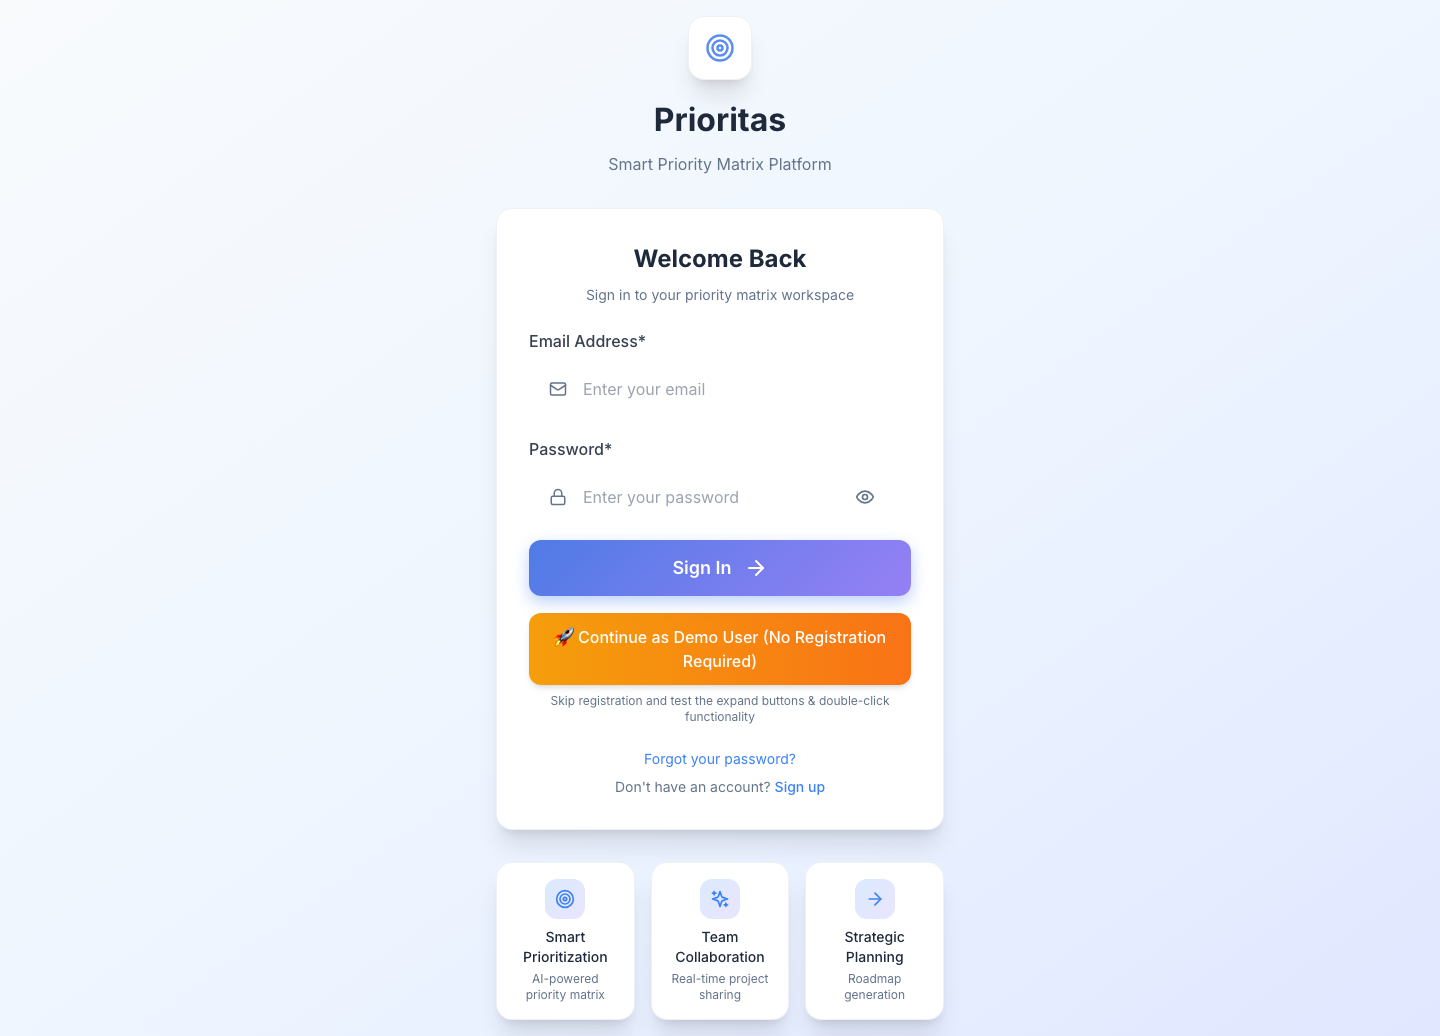 Prioritas
Smart Priority Matrix Platform
Welcome Back
Sign in to your priority matrix workspace
Email Address*
Enter your email
Password*
Enter your password
Sign In
🚀 Continue as Demo User (No Registration
Required)
Skip registration and test the expand buttons & double-click
functionality
Forgot your password?
Don't have an account? Sign up
Smart
Prioritization
AI-powered
priority matrix
Team
Collaboration
Real-time project
sharing
Strategic
Planning
Roadmap
generation